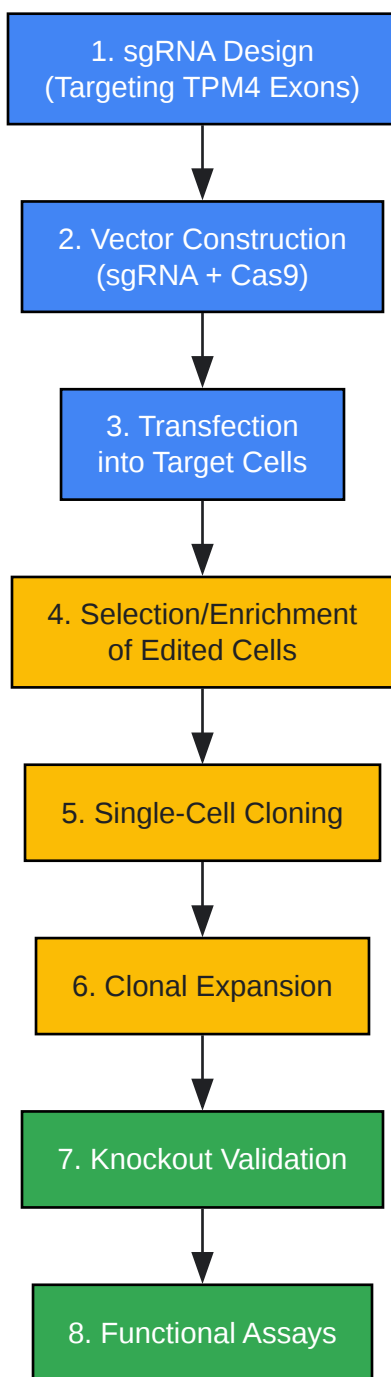 1. sgRNA Design
(Targeting TPM4 Exons)
2. Vector Construction
(sgRNA + Cas9)
3. Transfection
into Target Cells
4. Selection/Enrichment
of Edited Cells
5. Single-Cell Cloning
6. Clonal Expansion
7. Knockout Validation
8. Functional Assays